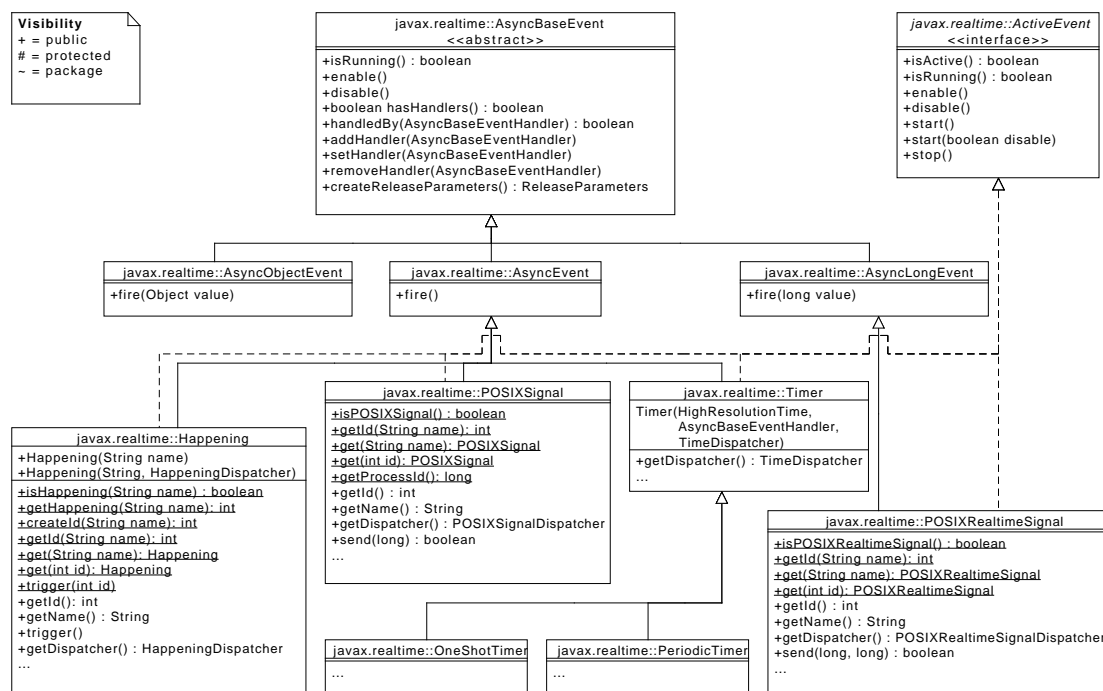 Visibility
+ = public
# = protected
~ = package
javax.realtime::AsyncBaseEvent
<<abstract>>
+isRunning() : boolean
+enable()
+disable()
+boolean hasHandlers() : boolean
+handledBy(AsyncBaseEventHandler) : boolean
+addHandler(AsyncBaseEventHandler)
+setHandler(AsyncBaseEventHandler)
+removeHandler(AsyncBaseEventHandler)
+createReleaseParameters() : ReleaseParameters
javax.realtime::ActiveEvent
<<interface>>
+isActive() : boolean
+isRunning() : boolean
+enable()
+disable()
+start()
+start(boolean disable)
+stop()
javax.realtime::AsyncObjectEvent
+fire(Object value)
javax.realtime::AsyncEvent
+fire()
javax.realtime::AsyncLongEvent
+fire(long value)
javax.realtime::Happening
+Happening(String name)
+Happening(String, HappeningDispatcher)
+isHappening(String name) : boolean
+getHappening(String name): int
+createId(String name): int
+getId(String name): int
+get(String name): Happening
+get(int id): Happening
+trigger(int id)
+getId(): int
+getName() : String
+trigger()
+getDispatcher() : HappeningDispatcher
...
javax.realtime::POSIXSignal
+isPOSIXSignal() : boolean
+getId(String name): int
+get(String name): POSIXSignal
+get(int id): POSIXSignal
+getProcessId(): long
+getId() : int
+getName() : String
+getDispatcher() : POSIXSignalDispatcher
+send(long) : boolean
...
javax.realtime::Timer
Timer(HighResolutionTime,
AsyncBaseEventHandler,
TimeDispatcher)
+getDispatcher() : TimeDispatcher
...
javax.realtime::POSIXRealtimeSignal
+isPOSIXRealtimeSignal() : boolean
+getId(String name): int
+get(String name): POSIXRealtimeSignal
+get(int id): POSIXRealtimeSignal
+getId() : int
+getName() : String
+getDispatcher() : POSIXRealtimeSignalDispatcher
+send(long, long) : boolean
...
javax.realtime::OneShotTimer
...
javax.realtime::PeriodicTimer
...